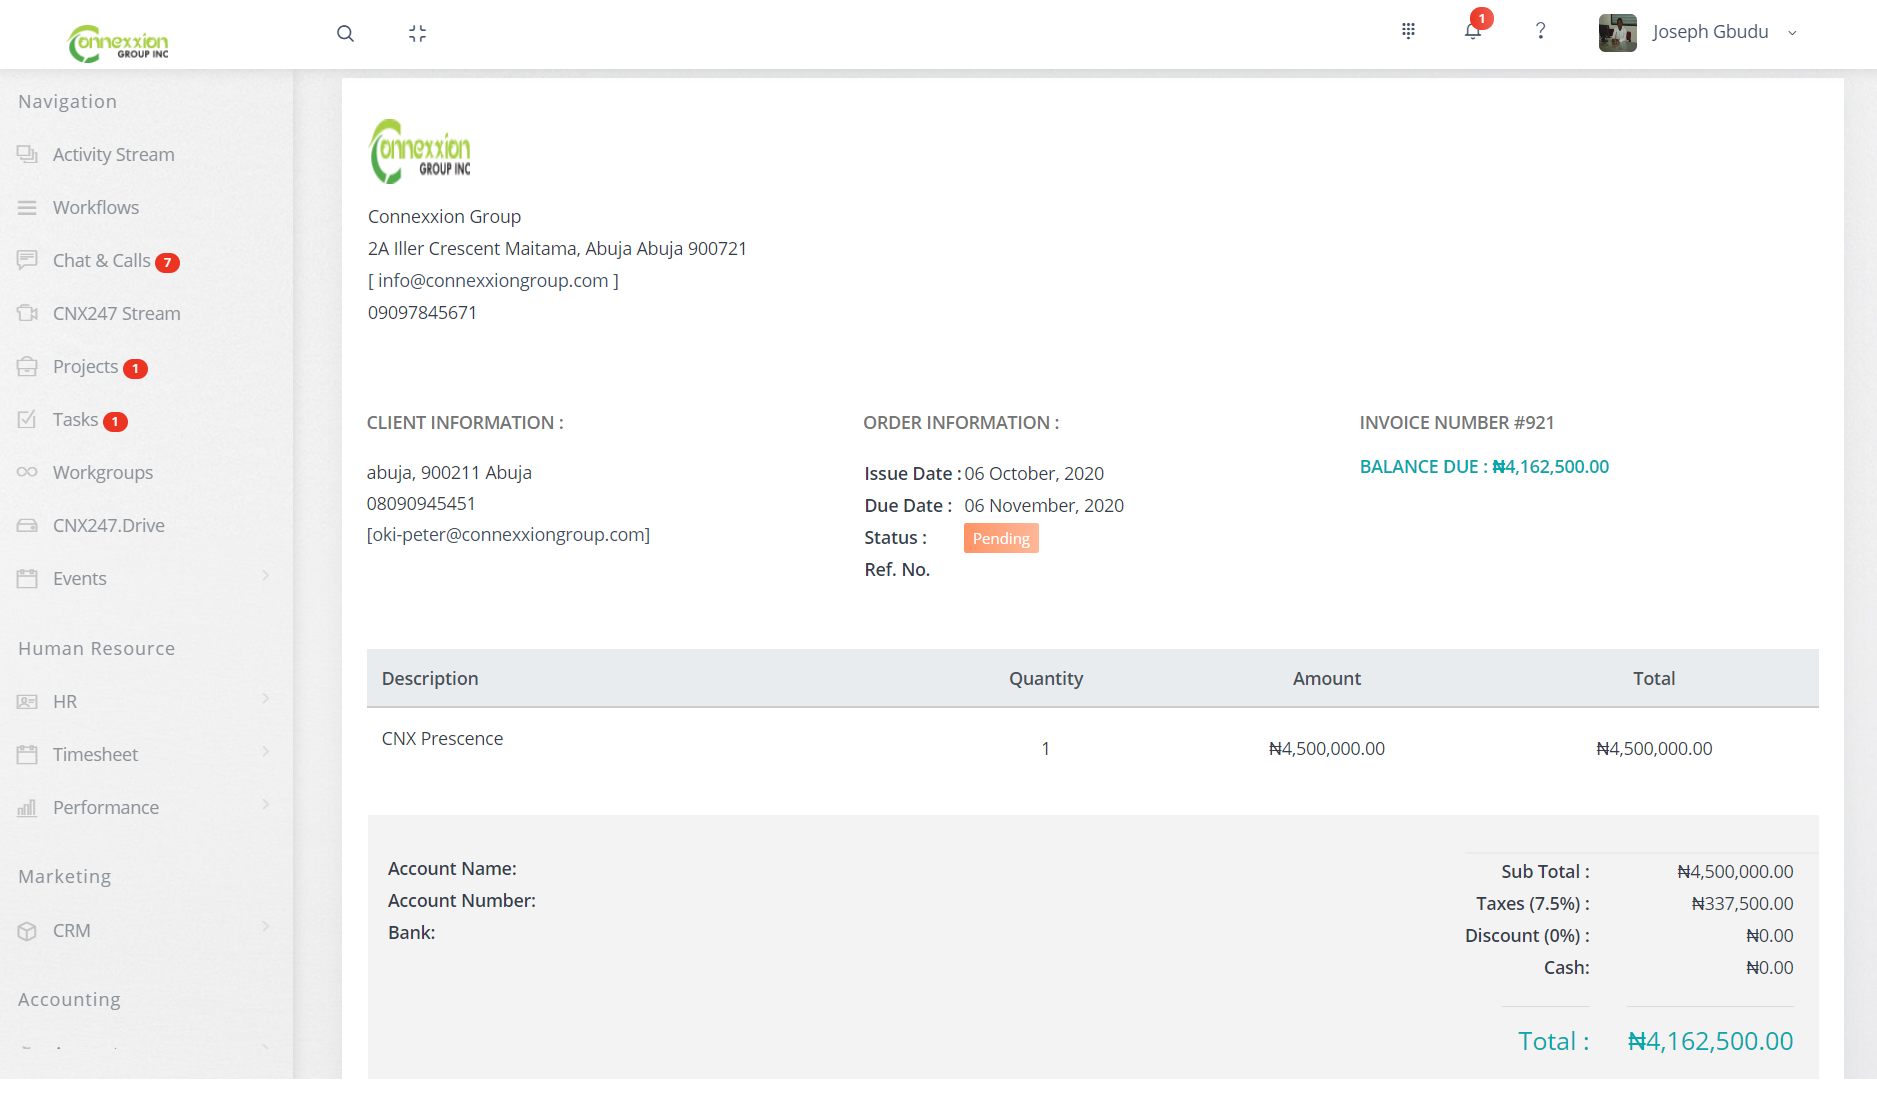 Connexxion
GROUP INC
1
?
Joseph Gbudu
Navigation
Activity Stream
Workflows
Chat & Calls 7
CNX247 Stream
Projects 1
Tasks 1
Workgroups
CNX247.Drive
Events
Human Resource
HR
Timesheet
Performance
Marketing
CRM
Accounting
Connexxion
GROUP INC
Connexxion Group
2A Iller Crescent Maitama, Abuja Abuja 900721
[ info@connexxiongroup.com ]
09097845671
CLIENT INFORMATION :
abuja, 900211 Abuja
08090945451
[oki-peter@connexxiongroup.com]
ORDER INFORMATION :
Issue Date : 06 October, 2020
Due Date : 06 November, 2020
Status : Pending
Ref. No.
INVOICE NUMBER #921
BALANCE DUE : ₦4,162,500.00
Description Quantity Amount Total
CNX Prescence 1 ₦4,500,000.00 ₦4,500,000.00
Account Name:
Account Number:
Bank:
Sub Total : ₦4,500,000.00
Taxes (7.5%) : ₦337,500.00
Discount (0%) : ₦0.00
Cash: ₦0.00
Total : ₦4,162,500.00